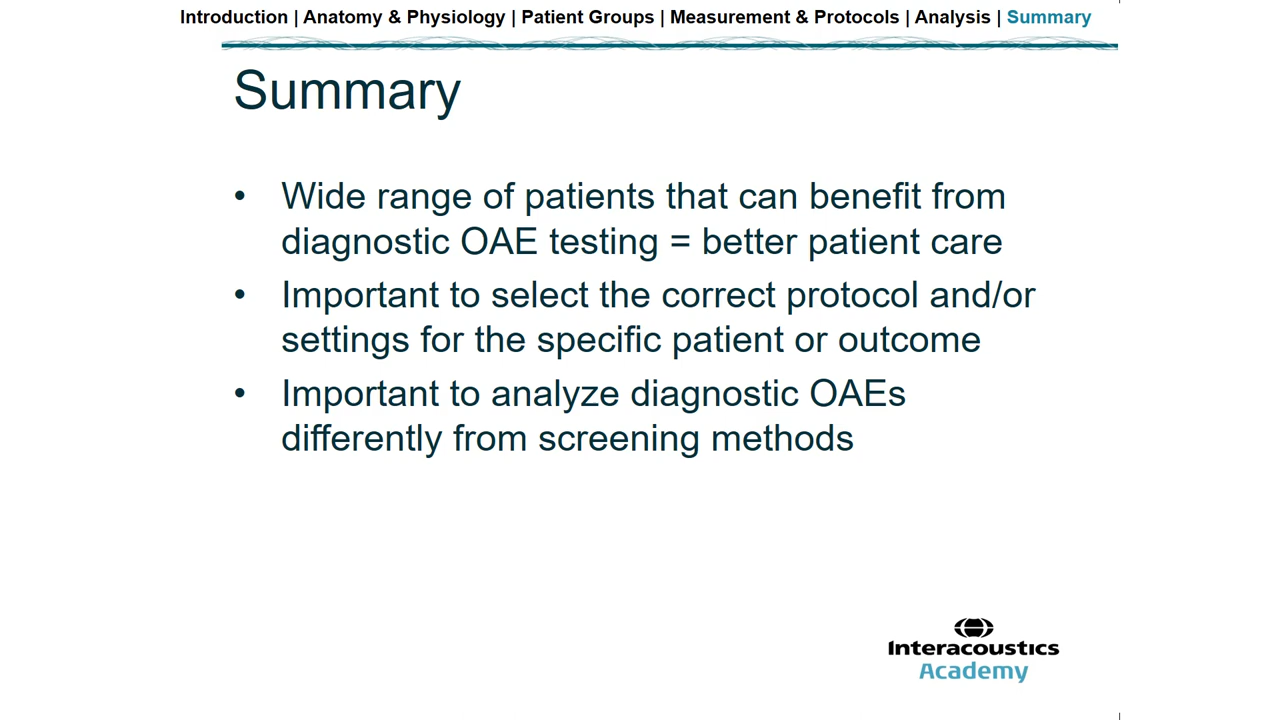 Introduction | Anatomy & Physiology | Patient Groups | Measurement & Protocols | Analysis | Summary
Summary
• Wide range of patients that can benefit from
diagnostic OAE testing = better patient care
• Important to select the correct protocol and/or
settings for the specific patient or outcome
• Important to analyze diagnostic OAEs
differently from screening methods
Interacoustics
Academy